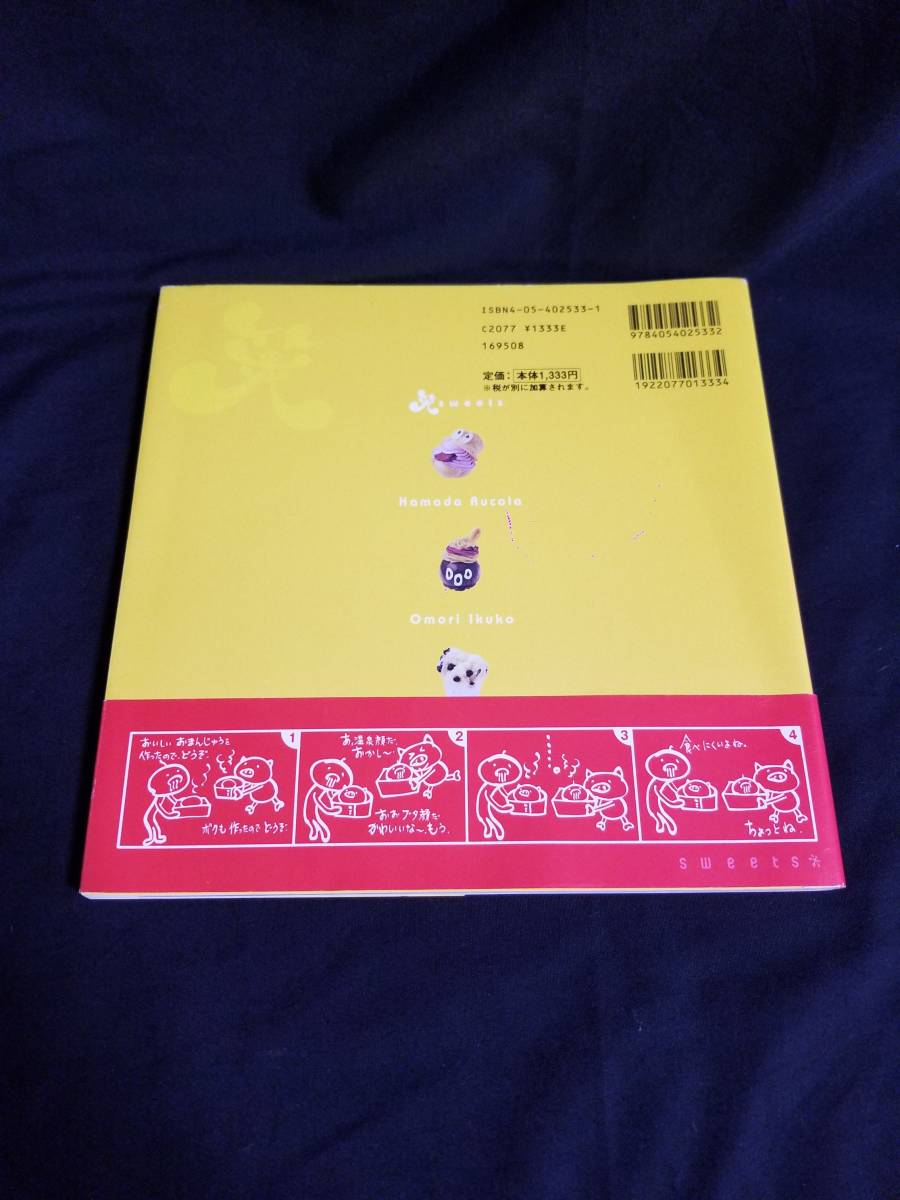 ISBN4-05-402533-1
C2077 ¥1333E
169508
9784054025332
1922077013334
定価：本体1,333円
※税が別に加算されます。
sweets
Hamada Rucola
Omori Ikuko
1
おいしい おまんじゅうを
作ったので、どうぞ。
ボクも作ったので どうぞ。
2
あ、温泉顔だ。
おかし〜
あ、お、ブタ顔だ
かわいいな〜、もう。
3
4
食べにくいよね。
ちょっとね。
sweets